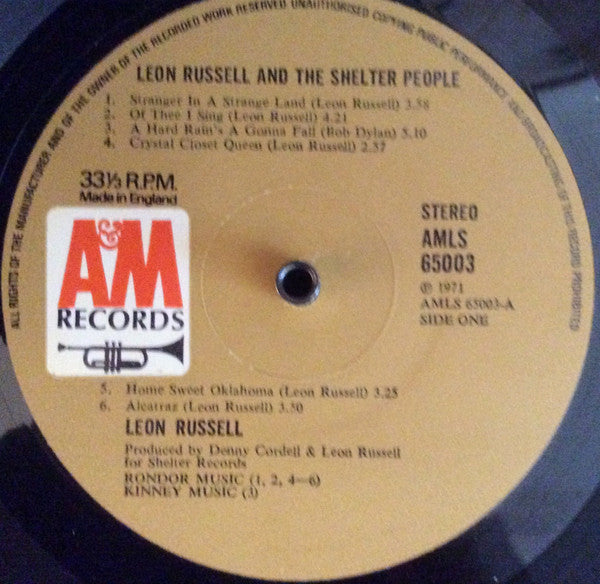 ALL RIGHTS OF THE MANUFACTURER AND OF THE OWNER OF THE RECORDED WORK RESERVED UNAUTHORISED COPYING PUBLIC PERFORMANCE AND BROADCASTING OF THIS RECORD PROHIBITED
LEON RUSSELL AND THE SHELTER PEOPLE
1. Stranger In A Strange Land (Leon Russell) 3.58
2. Of Thee I Sing (Leon Russell) 4.21
3. A Hard Rain's A Gonna Fall (Bob Dylan) 5.10
4. Crystal Closet Queen (Leon Russell) 2.57
33⅓ R.P.M.
Made in England
A&M
RECORDS
STEREO
AMLS
65003
℗ 1971
AMLS 65003-A
SIDE ONE
5. Home Sweet Oklahoma (Leon Russell) 3.25
6. Alcatraz (Leon Russell) 3.50
LEON RUSSELL
Produced by Denny Cordell & Leon Russell
for Shelter Records
RONDOR MUSIC (1, 2, 4—6)
KINNEY MUSIC (3)